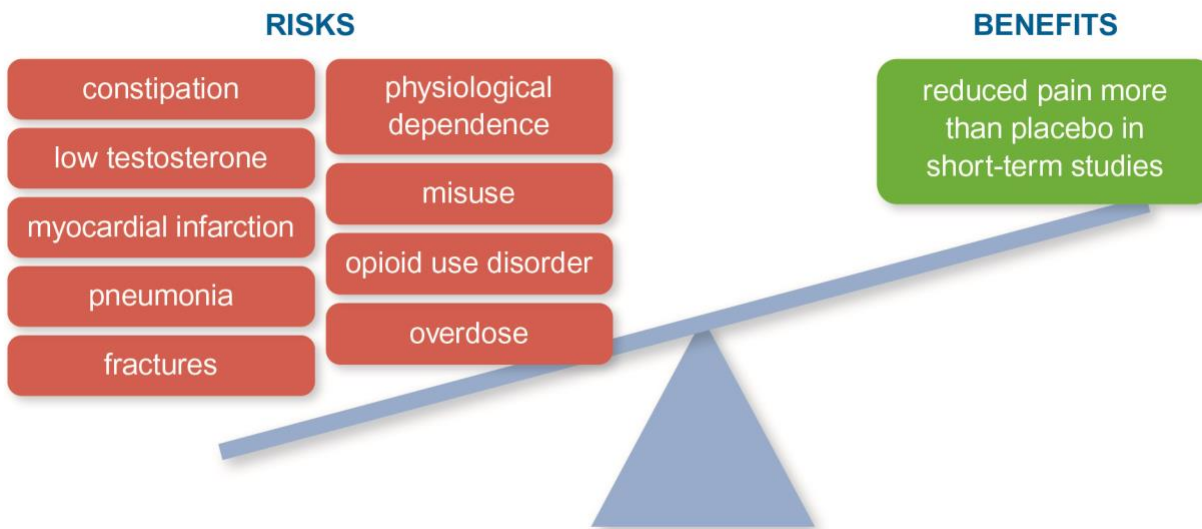 RISKS
constipation
low testosterone
myocardial infarction
pneumonia
fractures
physiological
dependence
misuse
opioid use disorder
overdose
BENEFITS
reduced pain more
than placebo in
short-term studies